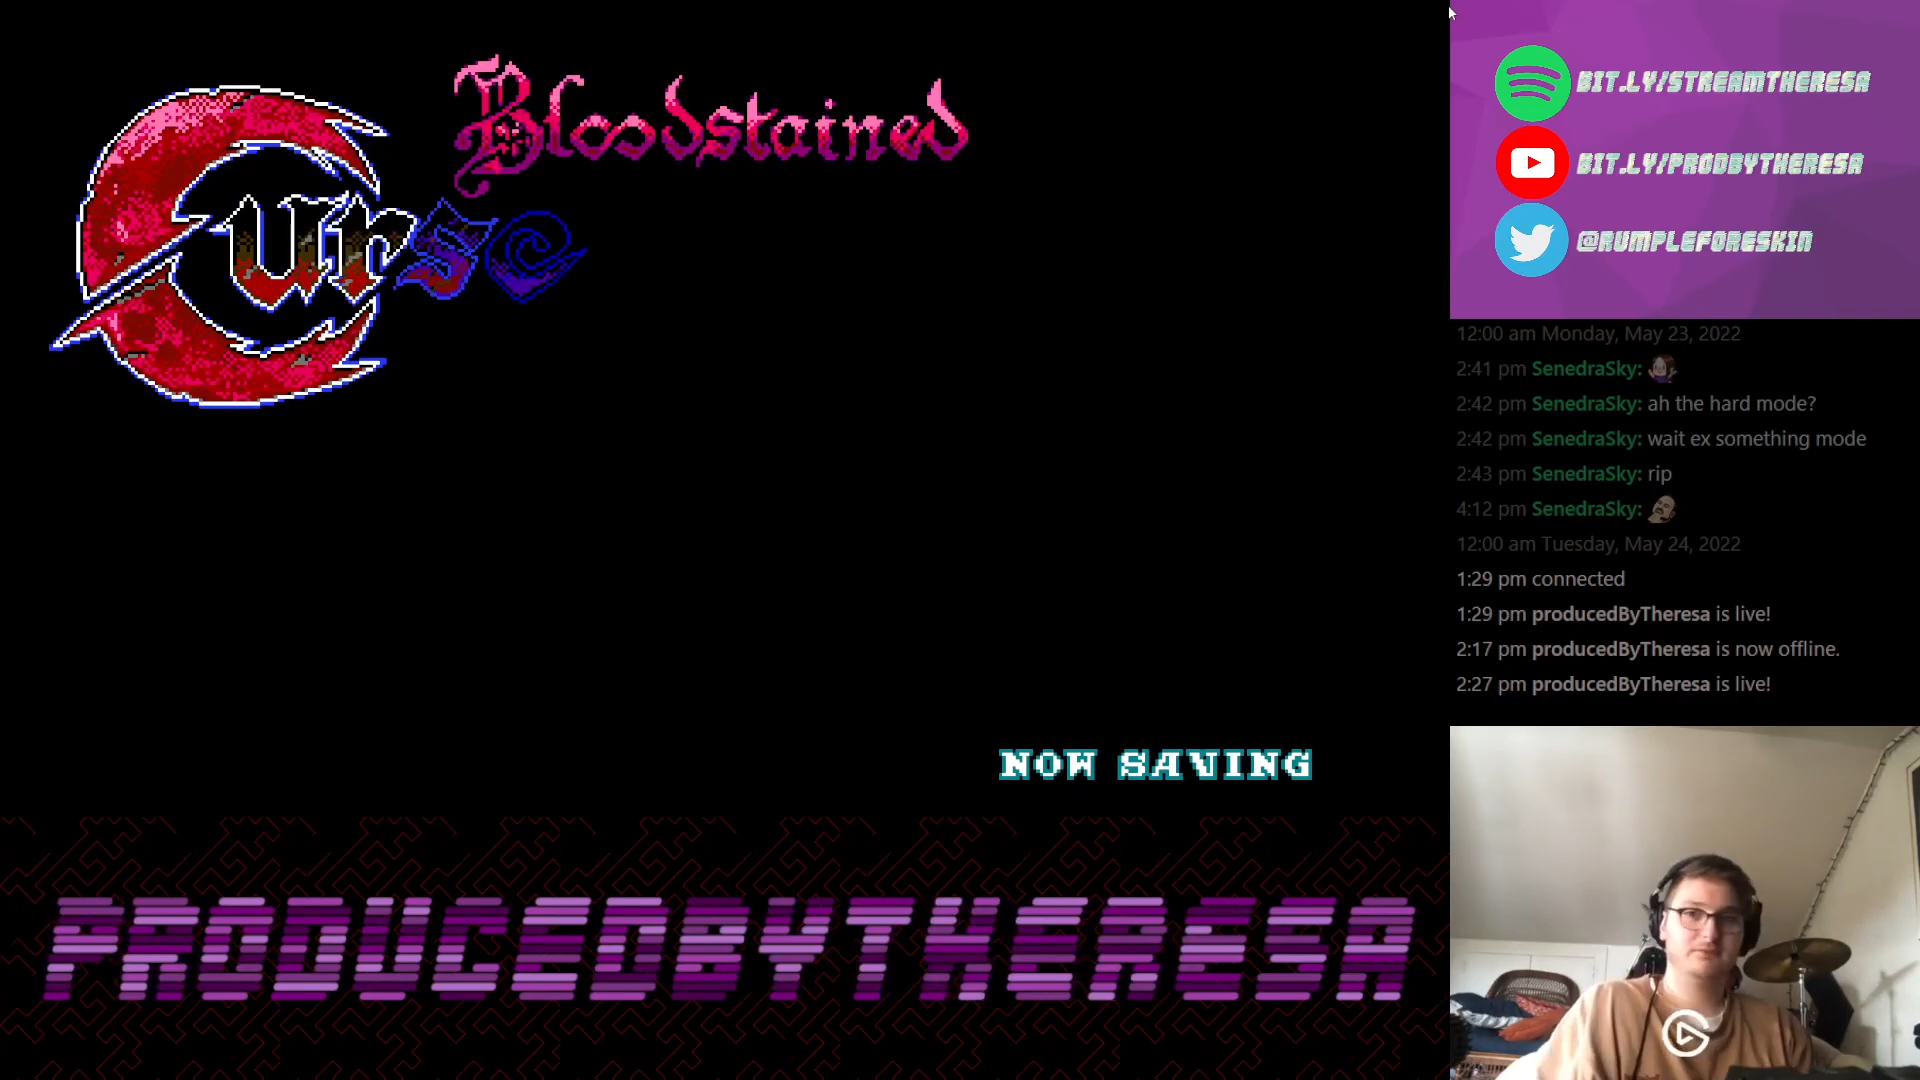 Bloodstained
Curse
NOW SAVING
PRODUCEDBYTHERESA
BIT.LY/STREAMTHERESA
BIT.LY/PRODBYTHERESA
@RUMPLEFORESKIN
12:00 am Monday, May 23, 2022
2:41 pm SenedraSky:
2:42 pm SenedraSky: ah the hard mode?
2:42 pm SenedraSky: wait ex something mode
2:43 pm SenedraSky: rip
4:12 pm SenedraSky:
12:00 am Tuesday, May 24, 2022
1:29 pm connected
1:29 pm producedByTheresa is live!
2:17 pm producedByTheresa is now offline.
2:27 pm producedByTheresa is live!